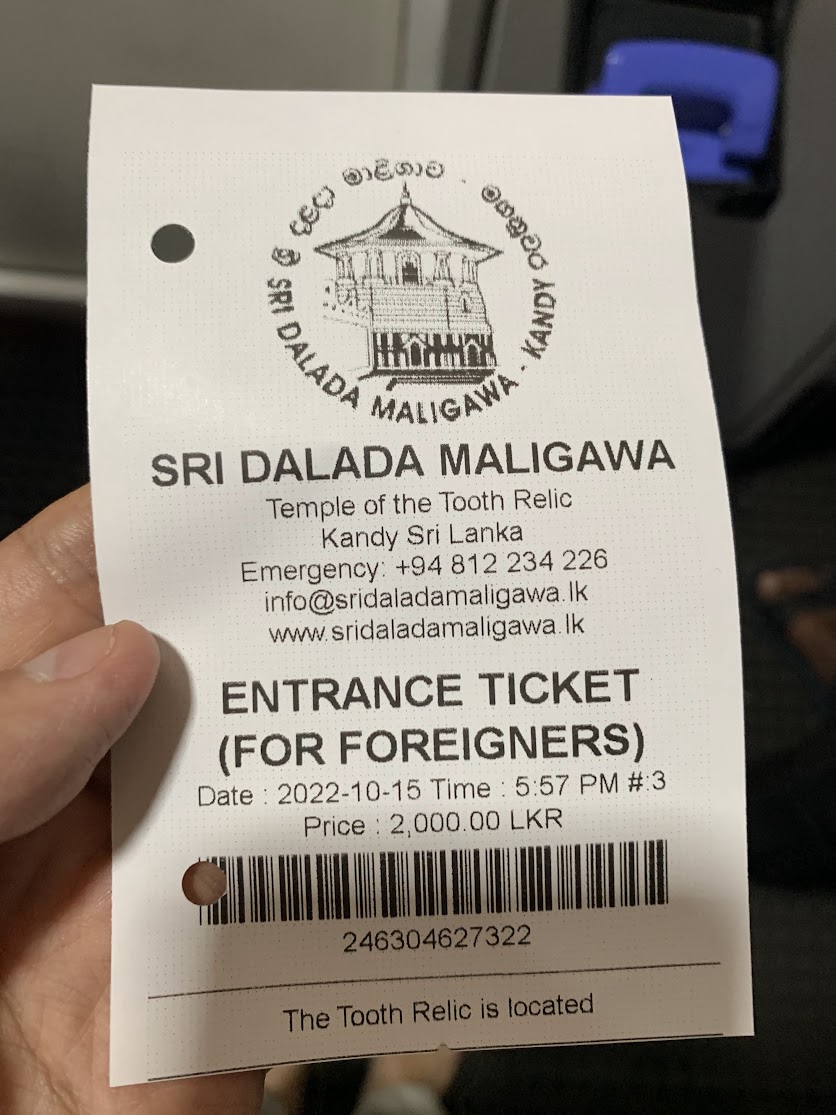 ශ්‍රී දළදා මාලිගාව . මහනුවර
SRI DALADA MALIGAWA - KANDY
SRI DALADA MALIGAWA
Temple of the Tooth Relic
Kandy Sri Lanka
Emergency: +94 812 234 226
info@sridaladamaligawa.lk
www.sridaladamaligawa.lk
ENTRANCE TICKET
(FOR FOREIGNERS)
Date : 2022-10-15 Time : 5:57 PM #:3
Price : 2,000.00 LKR
246304627322
The Tooth Relic is located